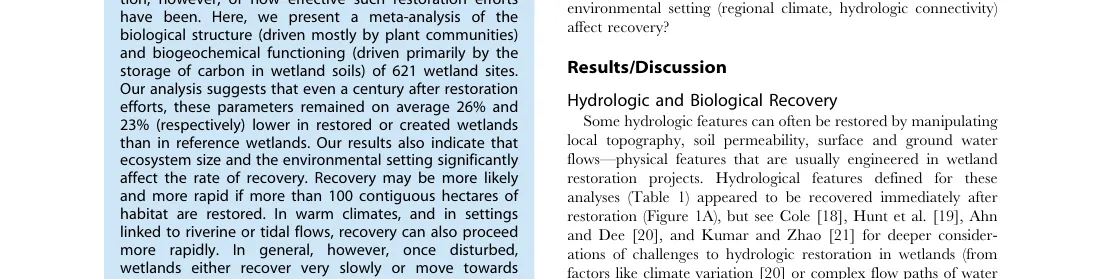 tion, however, of how effective such restoration efforts
have been. Here, we present a meta-analysis of the
biological structure (driven mostly by plant communities)
and biogeochemical functioning (driven primarily by the
storage of carbon in wetland soils) of 621 wetland sites.
Our analysis suggests that even a century after restoration
efforts, these parameters remained on average 26% and
23% (respectively) lower in restored or created wetlands
than in reference wetlands. Our results also indicate that
ecosystem size and the environmental setting significantly
affect the rate of recovery. Recovery may be more likely
and more rapid if more than 100 contiguous hectares of
habitat are restored. In warm climates, and in settings
linked to riverine or tidal flows, recovery can also proceed
more rapidly. In general, however, once disturbed,
wetlands either recover very slowly or move towards
environmental setting (regional climate, hydrologic connectivity)
affect recovery?
Results/Discussion
Hydrologic and Biological Recovery
Some hydrologic features can often be restored by manipulating
local topography, soil permeability, surface and ground water
flows—physical features that are usually engineered in wetland
restoration projects. Hydrological features defined for these
analyses (Table 1) appeared to be recovered immediately after
restoration (Figure 1A), but see Cole [18], Hunt et al. [19], Ahn
and Dee [20], and Kumar and Zhao [21] for deeper consider-
ations of challenges to hydrologic restoration in wetlands (from
factors like climate variation [20] or complex flow paths of water